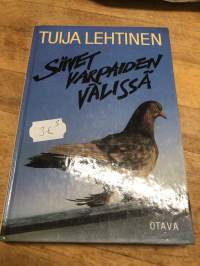 TUIJA LEHTINEN
SIIVET
VARPAIDEN
VÄLISSÄ
3€
OTAVA